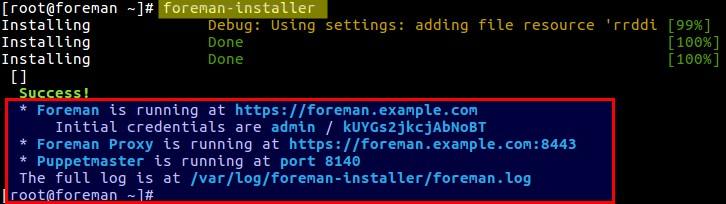 [root@foreman ~]# foreman-installer
Installing Debug: Using settings: adding file resource 'rrddi [99%]
Installing Done [100%]
Installing Done [100%]
[]
Success!
* Foreman is running at https://foreman.example.com
Initial credentials are admin / kUYGs2jkcjAbNoBT
* Foreman Proxy is running at https://foreman.example.com:8443
* Puppetmaster is running at port 8140
The full log is at /var/log/foreman-installer/foreman.log
[root@foreman ~]#